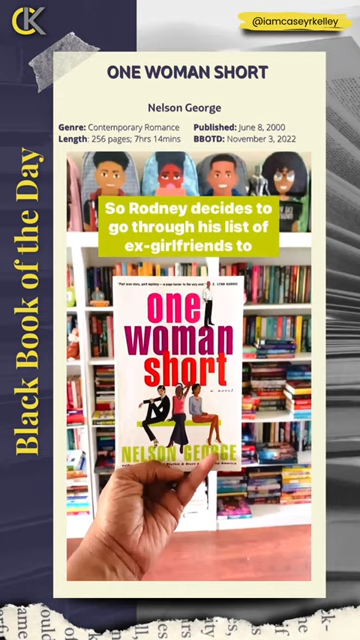 CK
@iamcaseyrkelley
ONE WOMAN SHORT
Nelson George
Genre: Contemporary Romance
Published: June 8, 2000
Length: 256 pages; 7hrs 14mins
BBOTD: November 3, 2022
Black Book of the Day
So Rodney decides to
go through his list of
ex-girlfriends to
one
woman
short
a novel
NELSON GEORGE